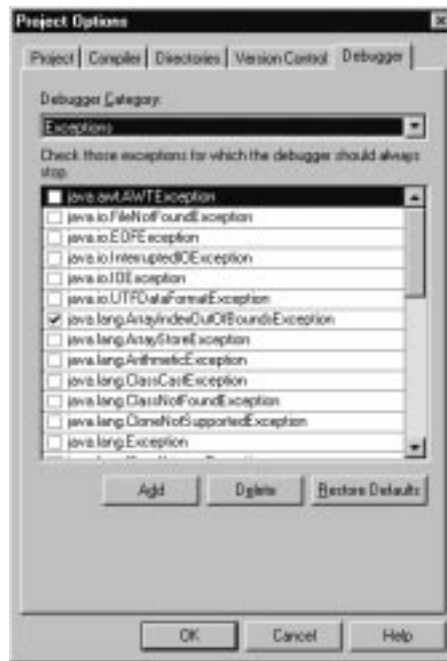 Project Options
Project Compiler Directories Version Control Debugger
Debugger Category:
Exceptions
Check those exceptions for which the debugger should always
stop.
java.awt.AWTException
java.io.FileNotFoundException
java.io.EOFException
java.io.InterruptedIOException
java.io.IOException
java.io.UTFDataFormatException
java.lang.ArrayIndexOutOfBoundsException
java.lang.ArrayStoreException
java.lang.ArithmeticException
java.lang.ClassCastException
java.lang.ClassNotFoundException
java.lang.CloneNotSupportedException
java.lang.Exception
Add Delete Restore Defaults
OK Cancel Help